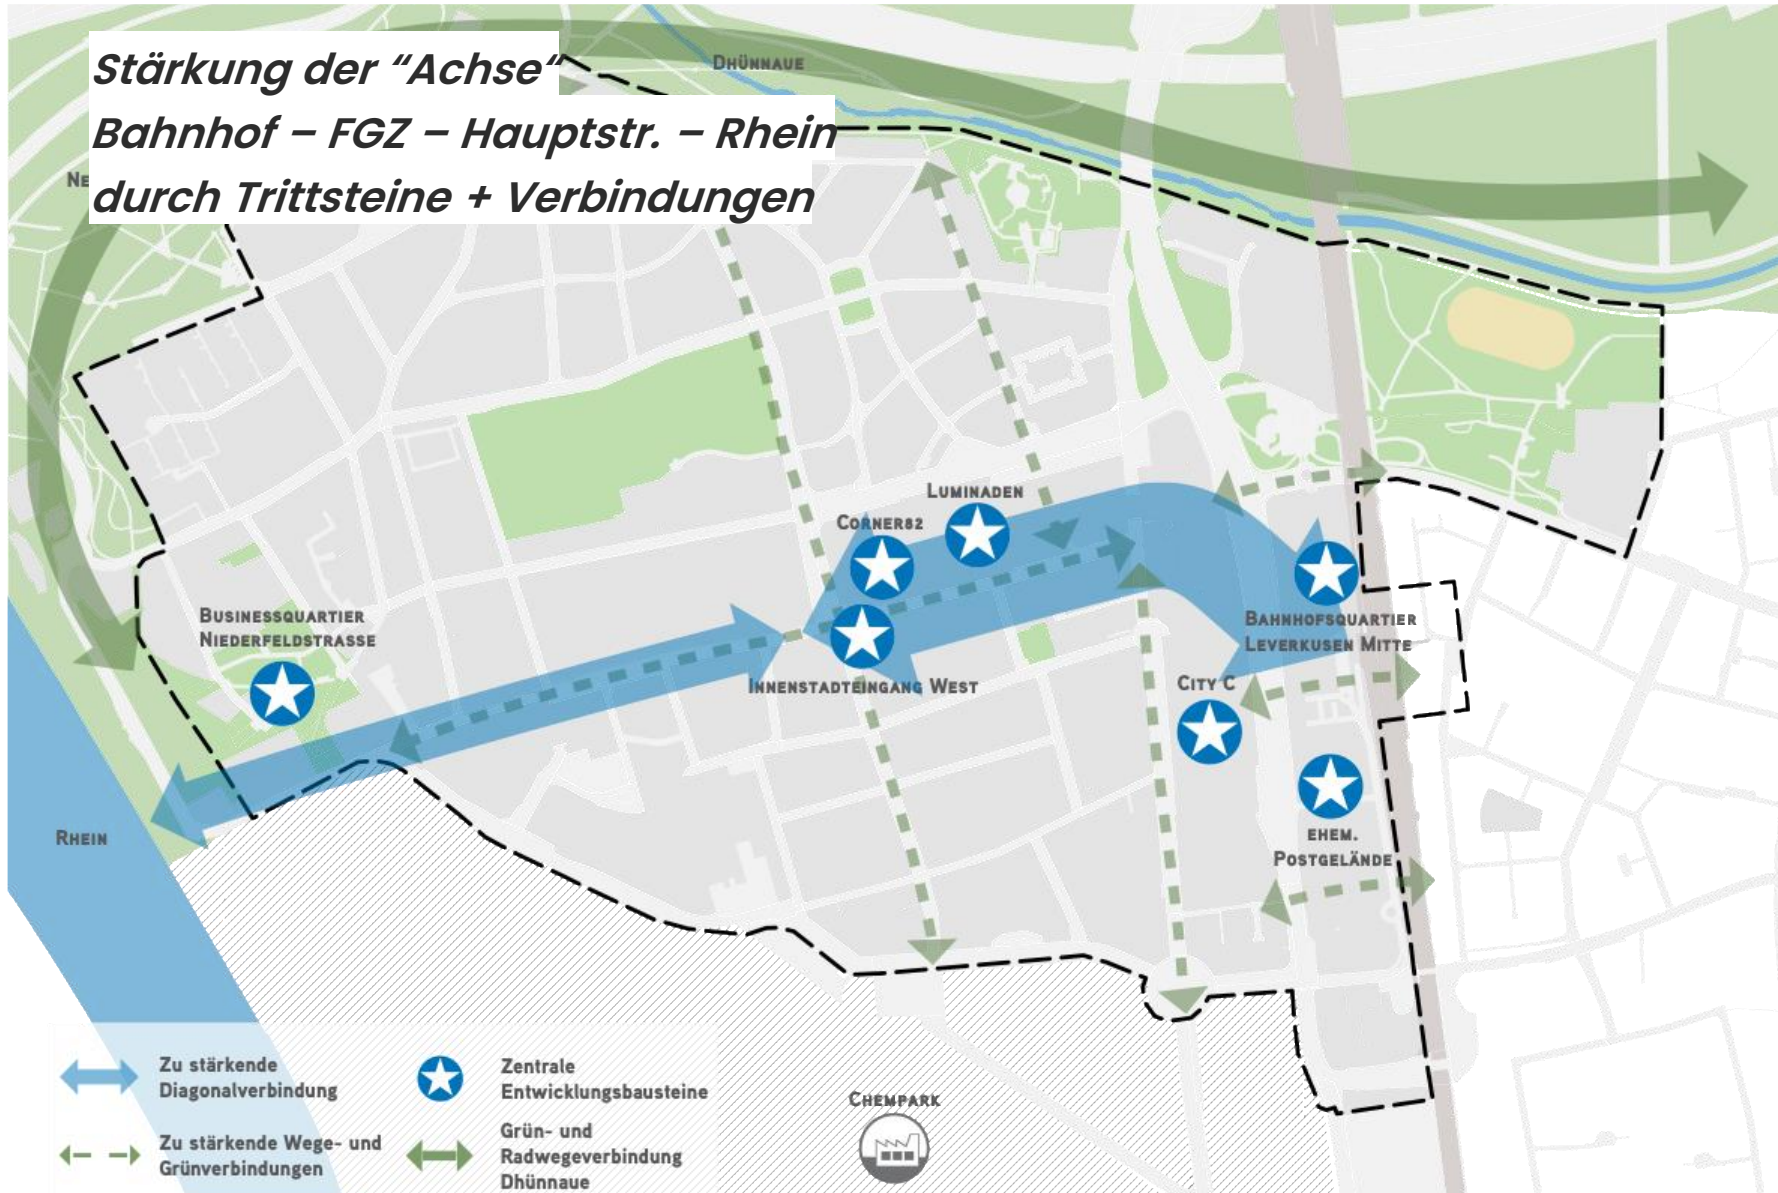 Stärkung der “Achse“
Bahnhof – FGZ – Hauptstr. – Rhein
durch Trittsteine + Verbindungen
DHÜNNAUE
LUMINADEN
CORNER82
BUSINESSQUARTIER
NIEDERFELDSTRASSE
INNENSTADTEINGANG WEST
BAHNHOFSQUARTIER
LEVERKUSEN MITTE
CITY C
RHEIN
EHEM.
POSTGELÄNDE
CHEMPARK
Zu stärkende
Diagonalverbindung
Zentrale
Entwicklungsbausteine
Zu stärkende Wege- und
Grünverbindungen
Grün- und
Radwegeverbindung
Dhünnaue